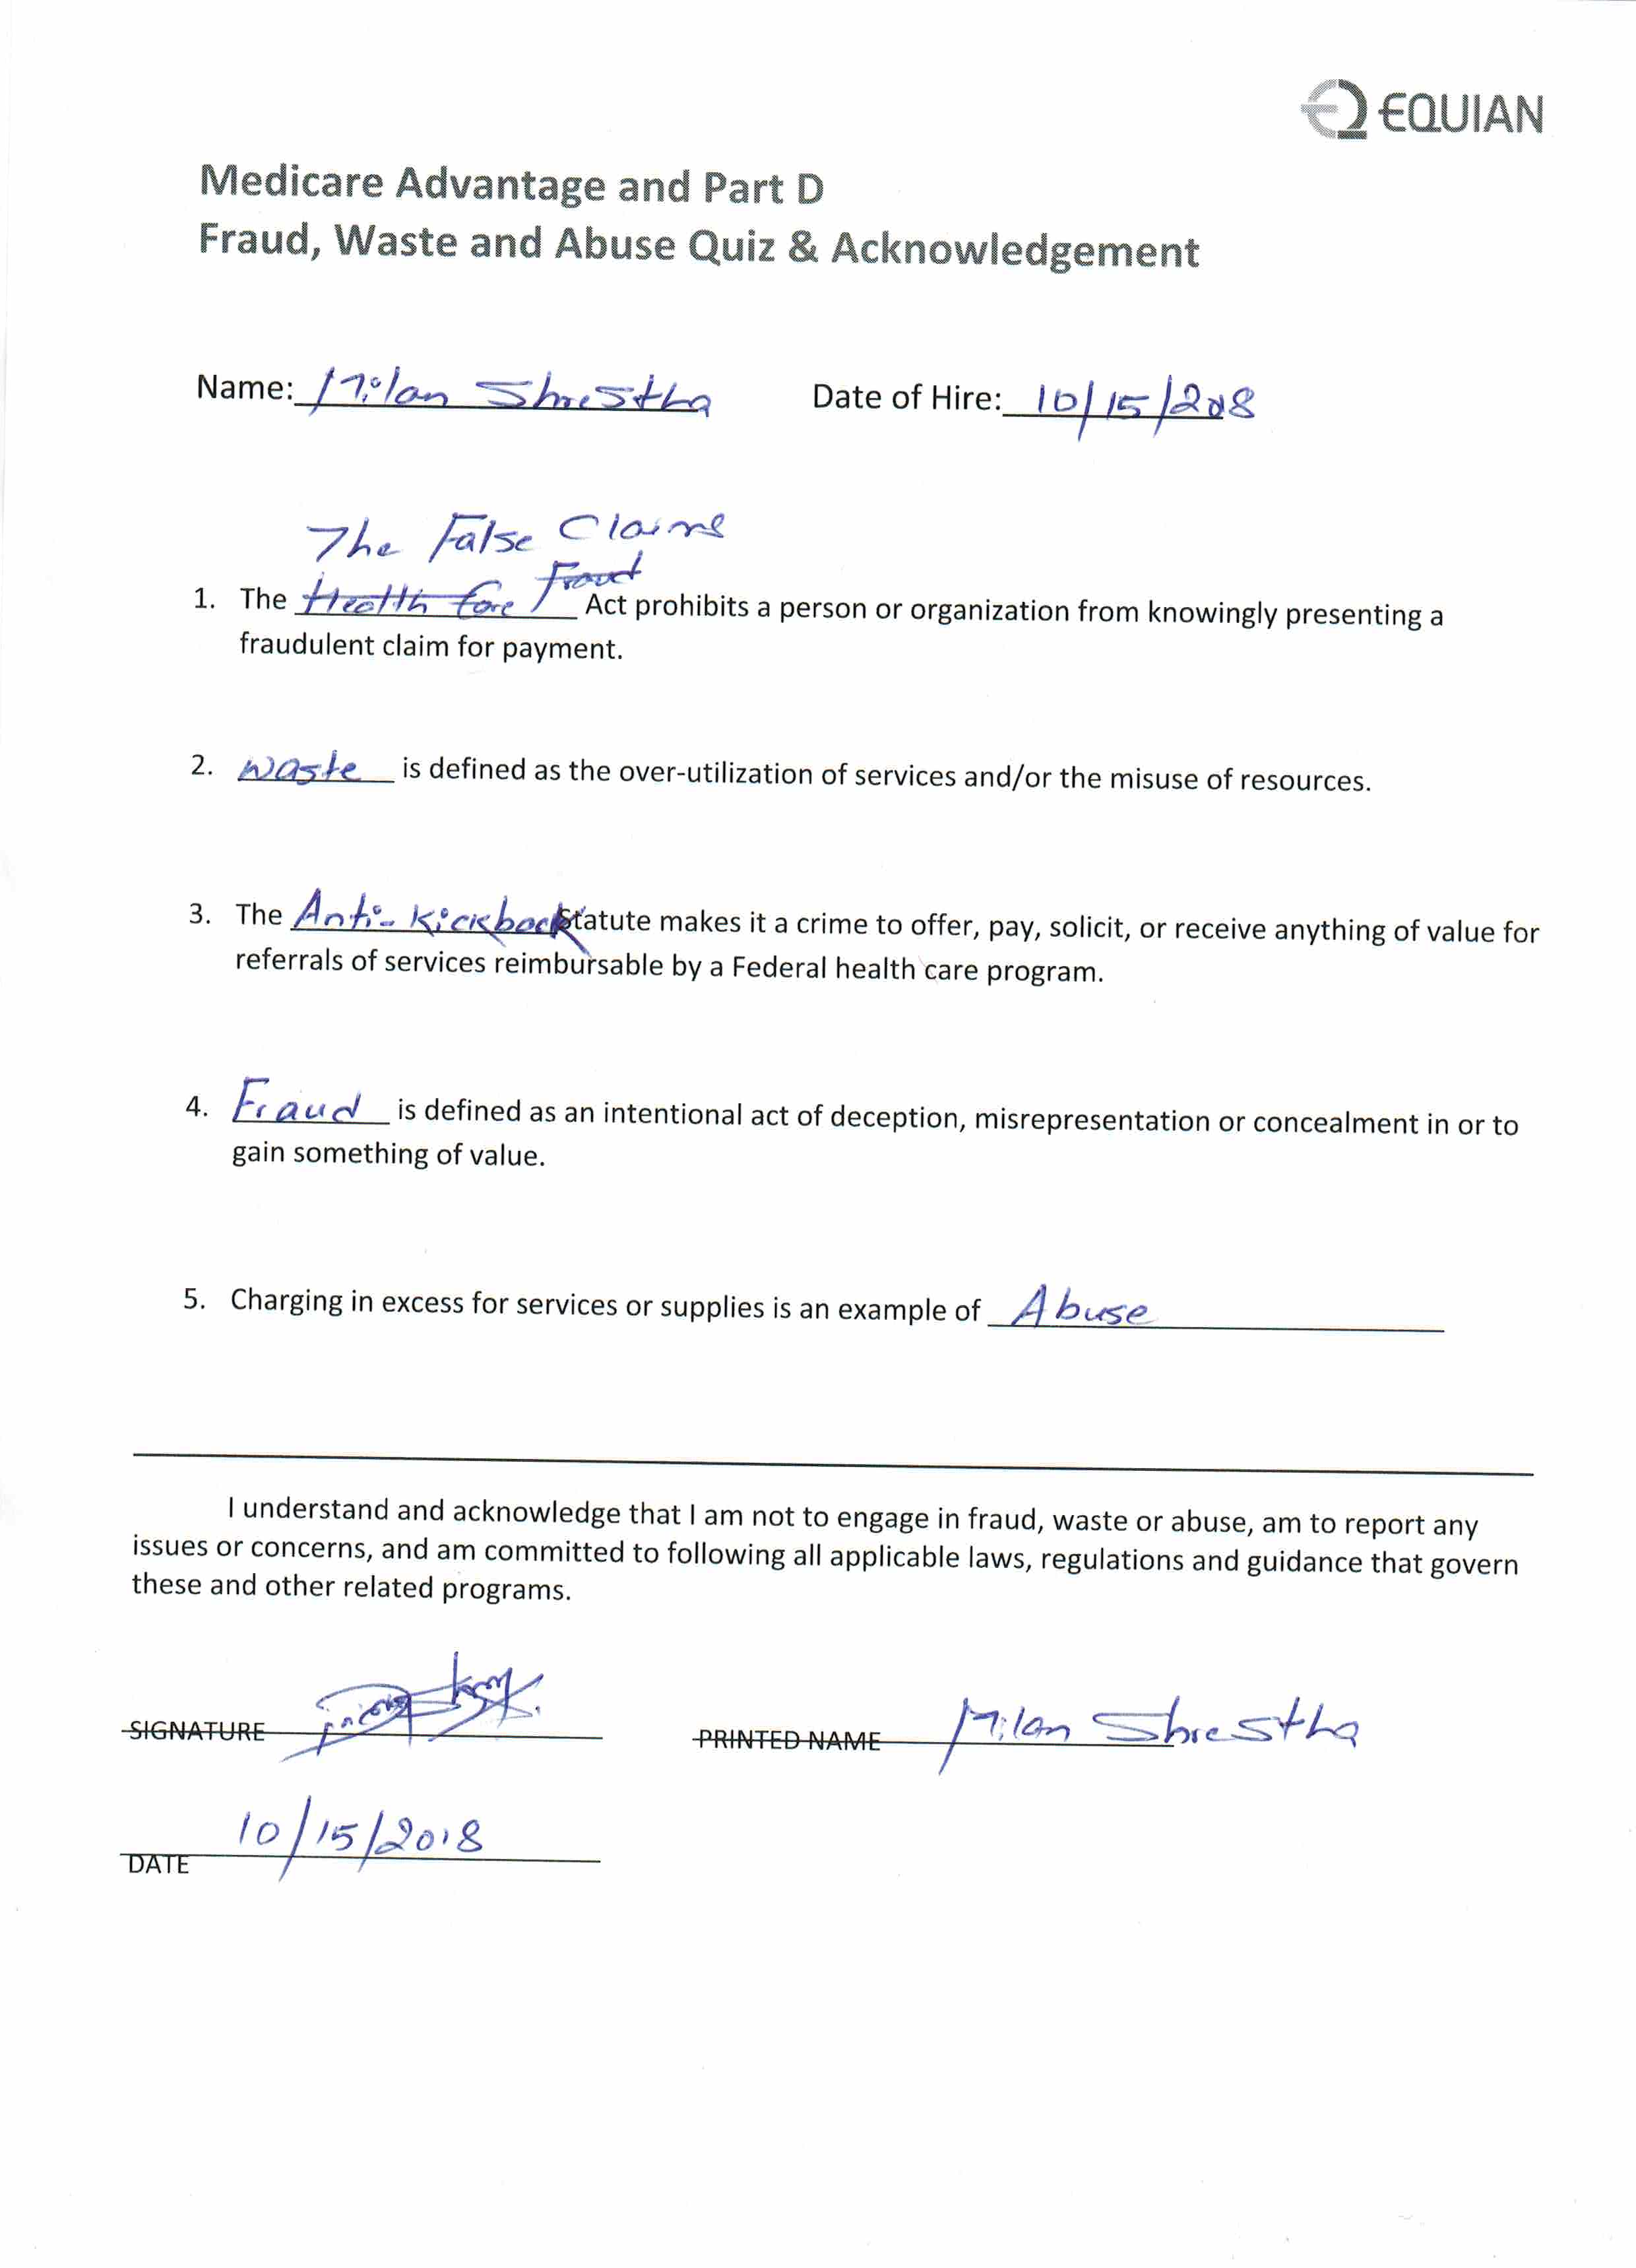 EQUIAN
Medicare Advantage and Part D
Fraud, Waste and Abuse Quiz & Acknowledgement
Name: Milan Shrestha Date of Hire: 10/15/2018
The False Claims
Fraud
1. The Health Care Act prohibits a person or organization from knowingly presenting a
fraudulent claim for payment.
2. Waste is defined as the over-utilization of services and/or the misuse of resources.
3. The Anti-Kickback Statute makes it a crime to offer, pay, solicit, or receive anything of value for
referrals of services reimbursable by a Federal health care program.
4. Fraud is defined as an intentional act of deception, misrepresentation or concealment in or to
gain something of value.
5. Charging in excess for services or supplies is an example of Abuse
I understand and acknowledge that I am not to engage in fraud, waste or abuse, am to report any
issues or concerns, and am committed to following all applicable laws, regulations and guidance that govern
these and other related programs.
SIGNATURE PRINTED NAME Milan Shrestha
10/15/2018
DATE